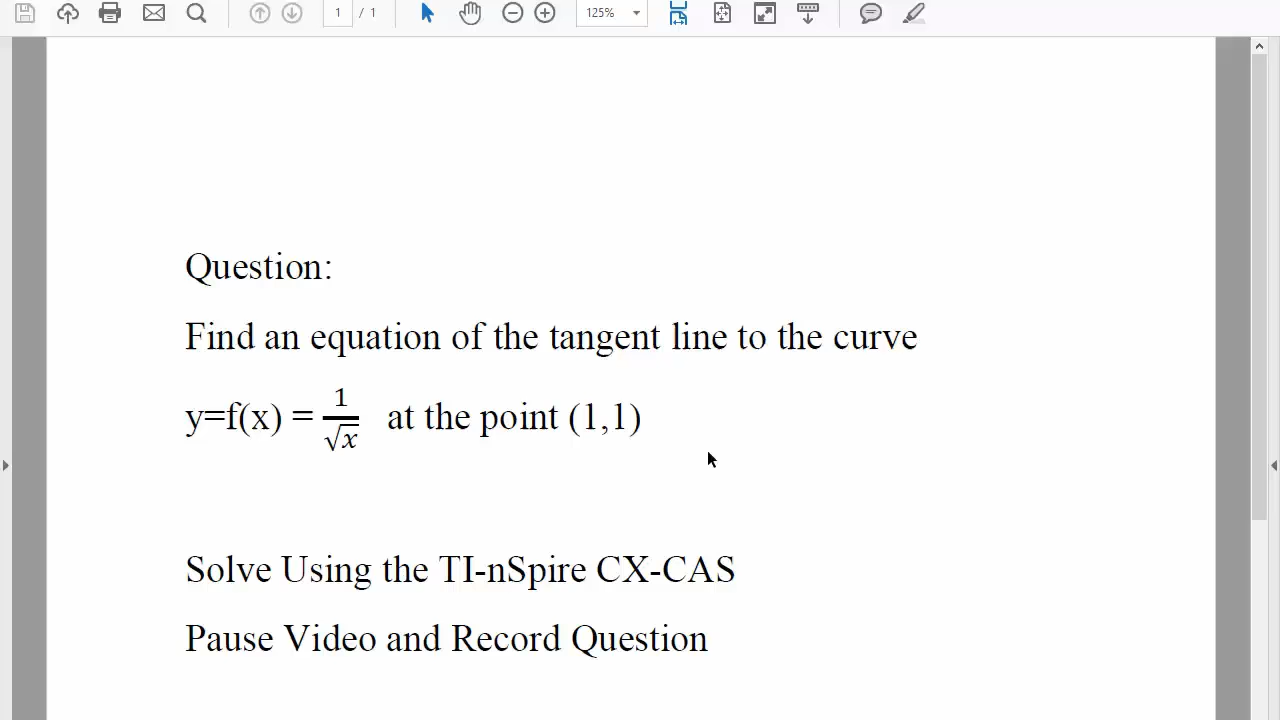 1 / 1 125%
Question:
Find an equation of the tangent line to the curve
y=f(x) = 1/√x at the point (1,1)
Solve Using the TI-nSpire CX-CAS
Pause Video and Record Question